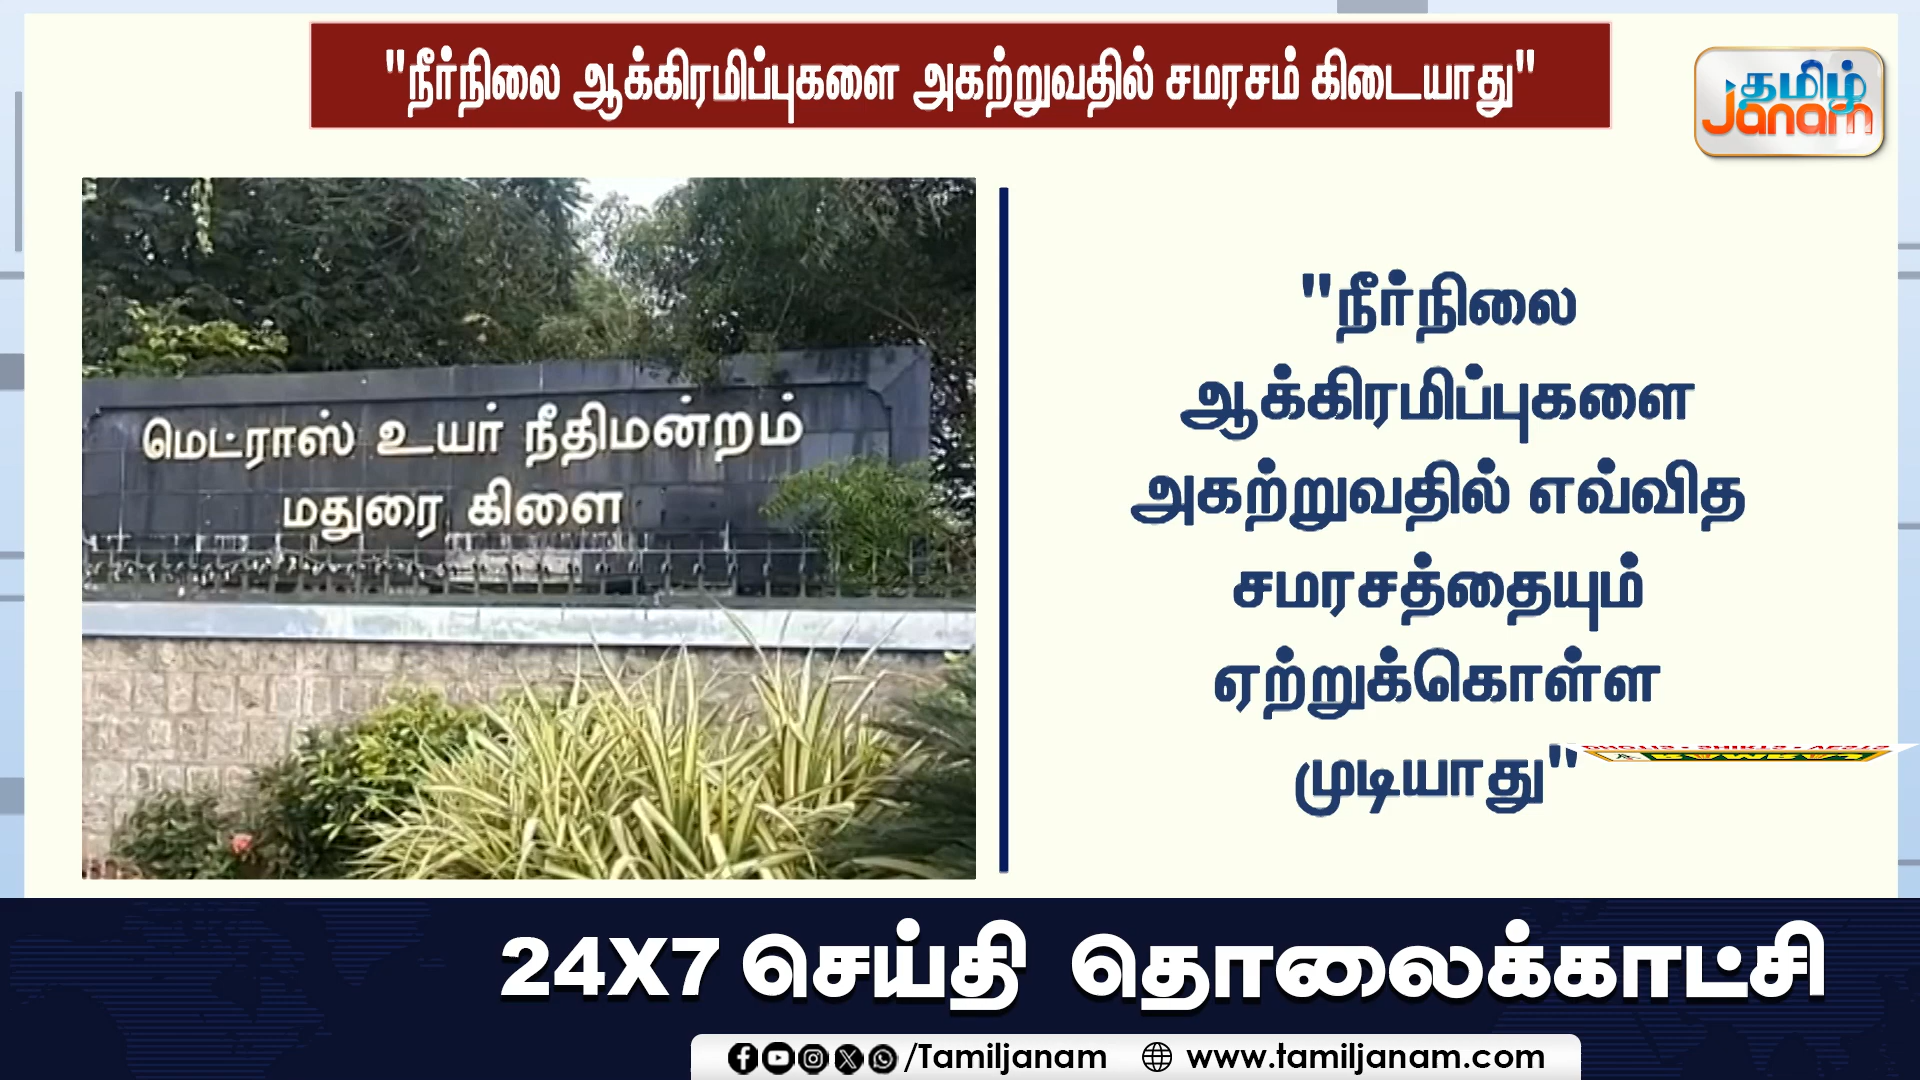 "நீர்நிலை ஆக்கிரமிப்புகளை அகற்றுவதில் சமரசம் கிடையாது"
தமிழ்
Janam
மெட்ராஸ் உயர் நீதிமன்றம்
மதுரை கிளை
"நீர்நிலை
ஆக்கிரமிப்புகளை
அகற்றுவதில் எவ்வித
சமரசத்தையும்
ஏற்றுக்கொள்ள
முடியாது"
24X7 செய்தி தொலைக்காட்சி
/Tamiljanam www.tamiljanam.com